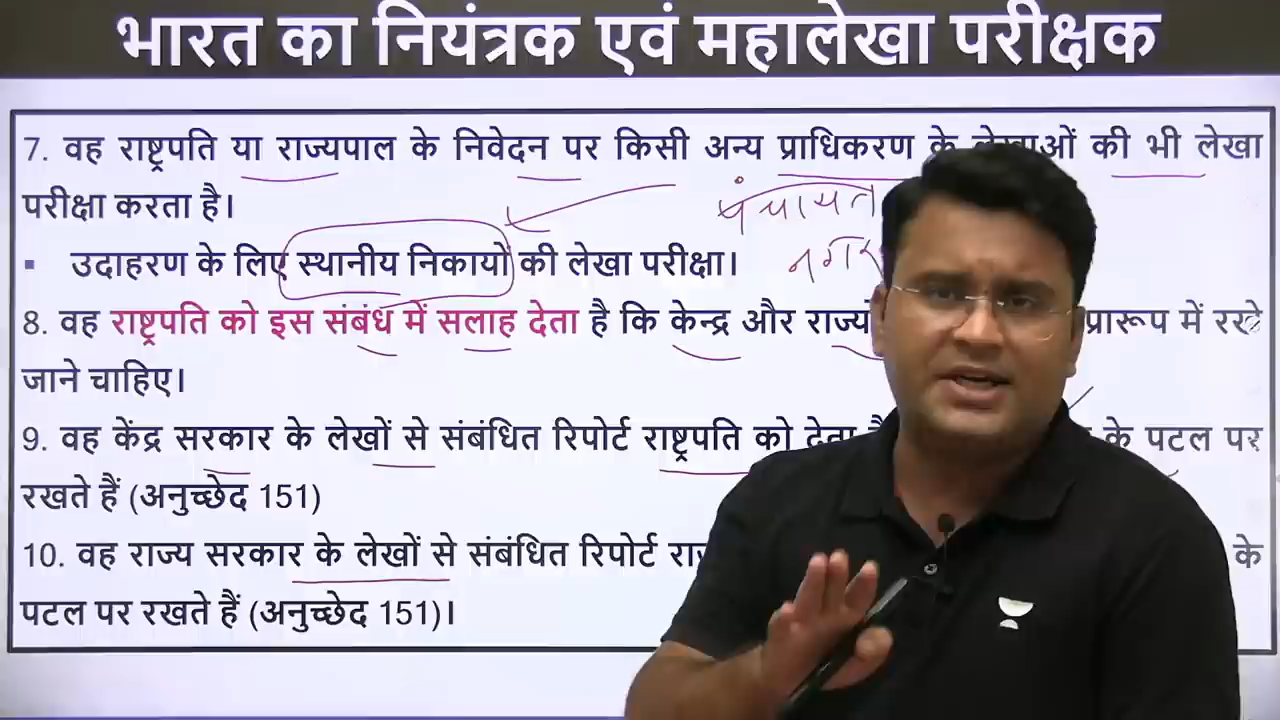 भारत का नियंत्रक एवं महालेखा परीक्षक
7. वह राष्ट्रपति या राज्यपाल के निवेदन पर किसी अन्य प्राधिकरण के लेखाओं की भी लेखा
परीक्षा करता है।
पंचायत
▪ उदाहरण के लिए स्थानीय निकायों की लेखा परीक्षा।
नगर
8. वह राष्ट्रपति को इस संबंध में सलाह देता है कि केन्द्र और राज्यों प्रारूप में रखे
जाने चाहिए।
9. वह केंद्र सरकार के लेखों से संबंधित रिपोर्ट राष्ट्रपति को देता के पटल पर
रखते हैं (अनुच्छेद 151)
10. वह राज्य सरकार के लेखों से संबंधित रिपोर्ट के
पटल पर रखते हैं (अनुच्छेद 151)।